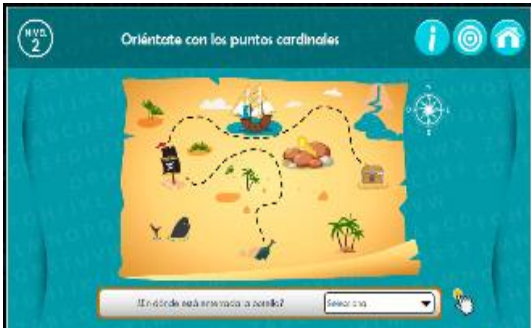 NIVEL
2
Oriéntate con los puntos cardinales
i
¿En dónde está enterrada la botella?
Selecciona